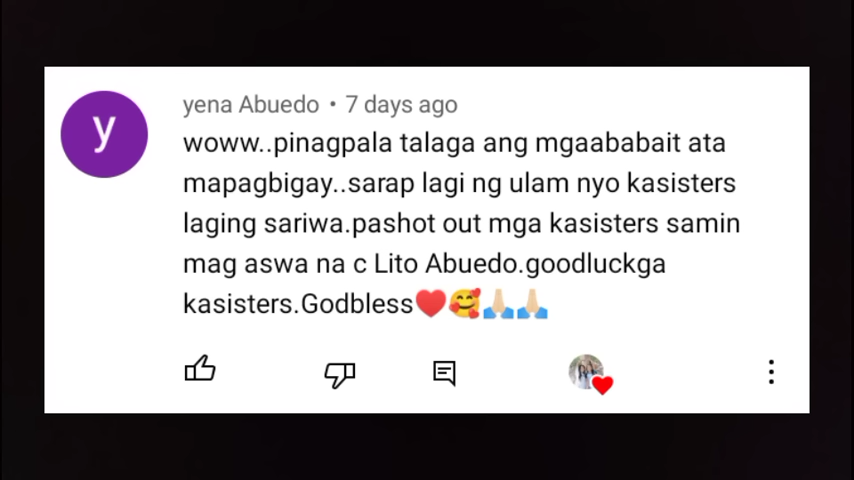 y
yena Abuedo • 7 days ago
woww..pinagpala talaga ang mgaababait ata
mapagbigay..sarap lagi ng ulam nyo kasisters
laging sariwa.pashot out mga kasisters samin
mag aswa na c Lito Abuedo.goodluckga
kasisters.Godbless♥️🥰🙏🏻🙏🏻